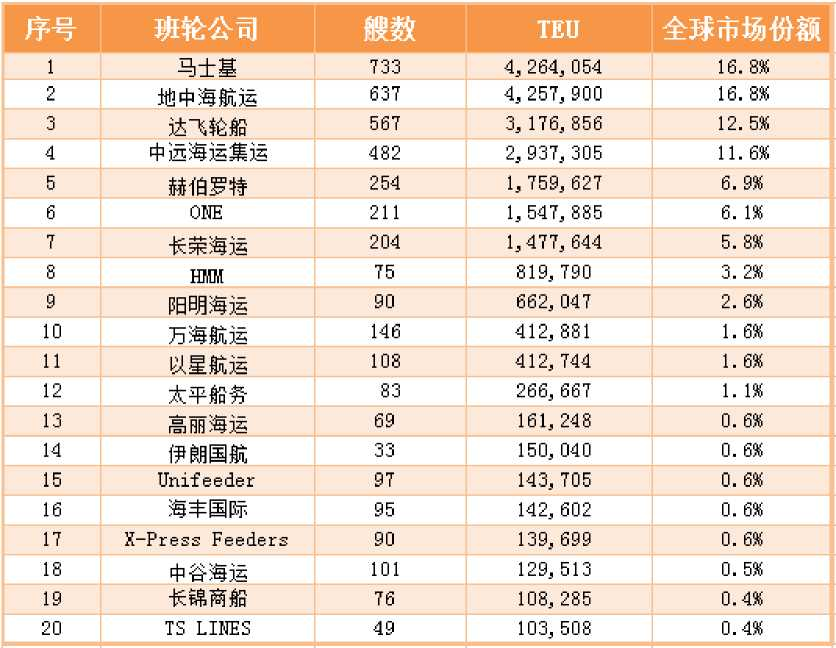 序号 班轮公司 艘数 TEU 全球市场份额
1 马士基 733 4,264,054 16.8%
2 地中海航运 637 4,257,900 16.8%
3 达飞轮船 567 3,176,856 12.5%
4 中远海运集运 482 2,937,305 11.6%
5 赫伯罗特 254 1,759,627 6.9%
6 ONE 211 1,547,885 6.1%
7 长荣海运 204 1,477,644 5.8%
8 HMM 75 819,790 3.2%
9 阳明海运 90 662,047 2.6%
10 万海航运 146 412,881 1.6%
11 以星航运 108 412,744 1.6%
12 太平船务 83 266,667 1.1%
13 高丽海运 69 161,248 0.6%
14 伊朗国航 33 150,040 0.6%
15 Unifeeder 97 143,705 0.6%
16 海丰国际 95 142,602 0.6%
17 X-Press Feeders 90 139,699 0.6%
18 中谷海运 101 129,513 0.5%
19 长锦商船 76 108,285 0.4%
20 TS LINES 49 103,508 0.4%